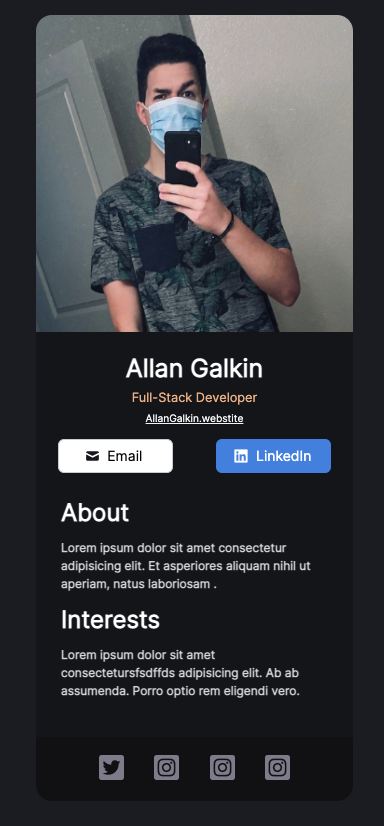 Allan Galkin
Full-Stack Developer
AllanGalkin.webstite
Email
LinkedIn
About
Lorem ipsum dolor sit amet consectetur
adipisicing elit. Et asperiores aliquam nihil ut
aperiam, natus laboriosam .
Interests
Lorem ipsum dolor sit amet
consectetursfsdffds adipisicing elit. Ab ab
assumenda. Porro optio rem eligendi vero.